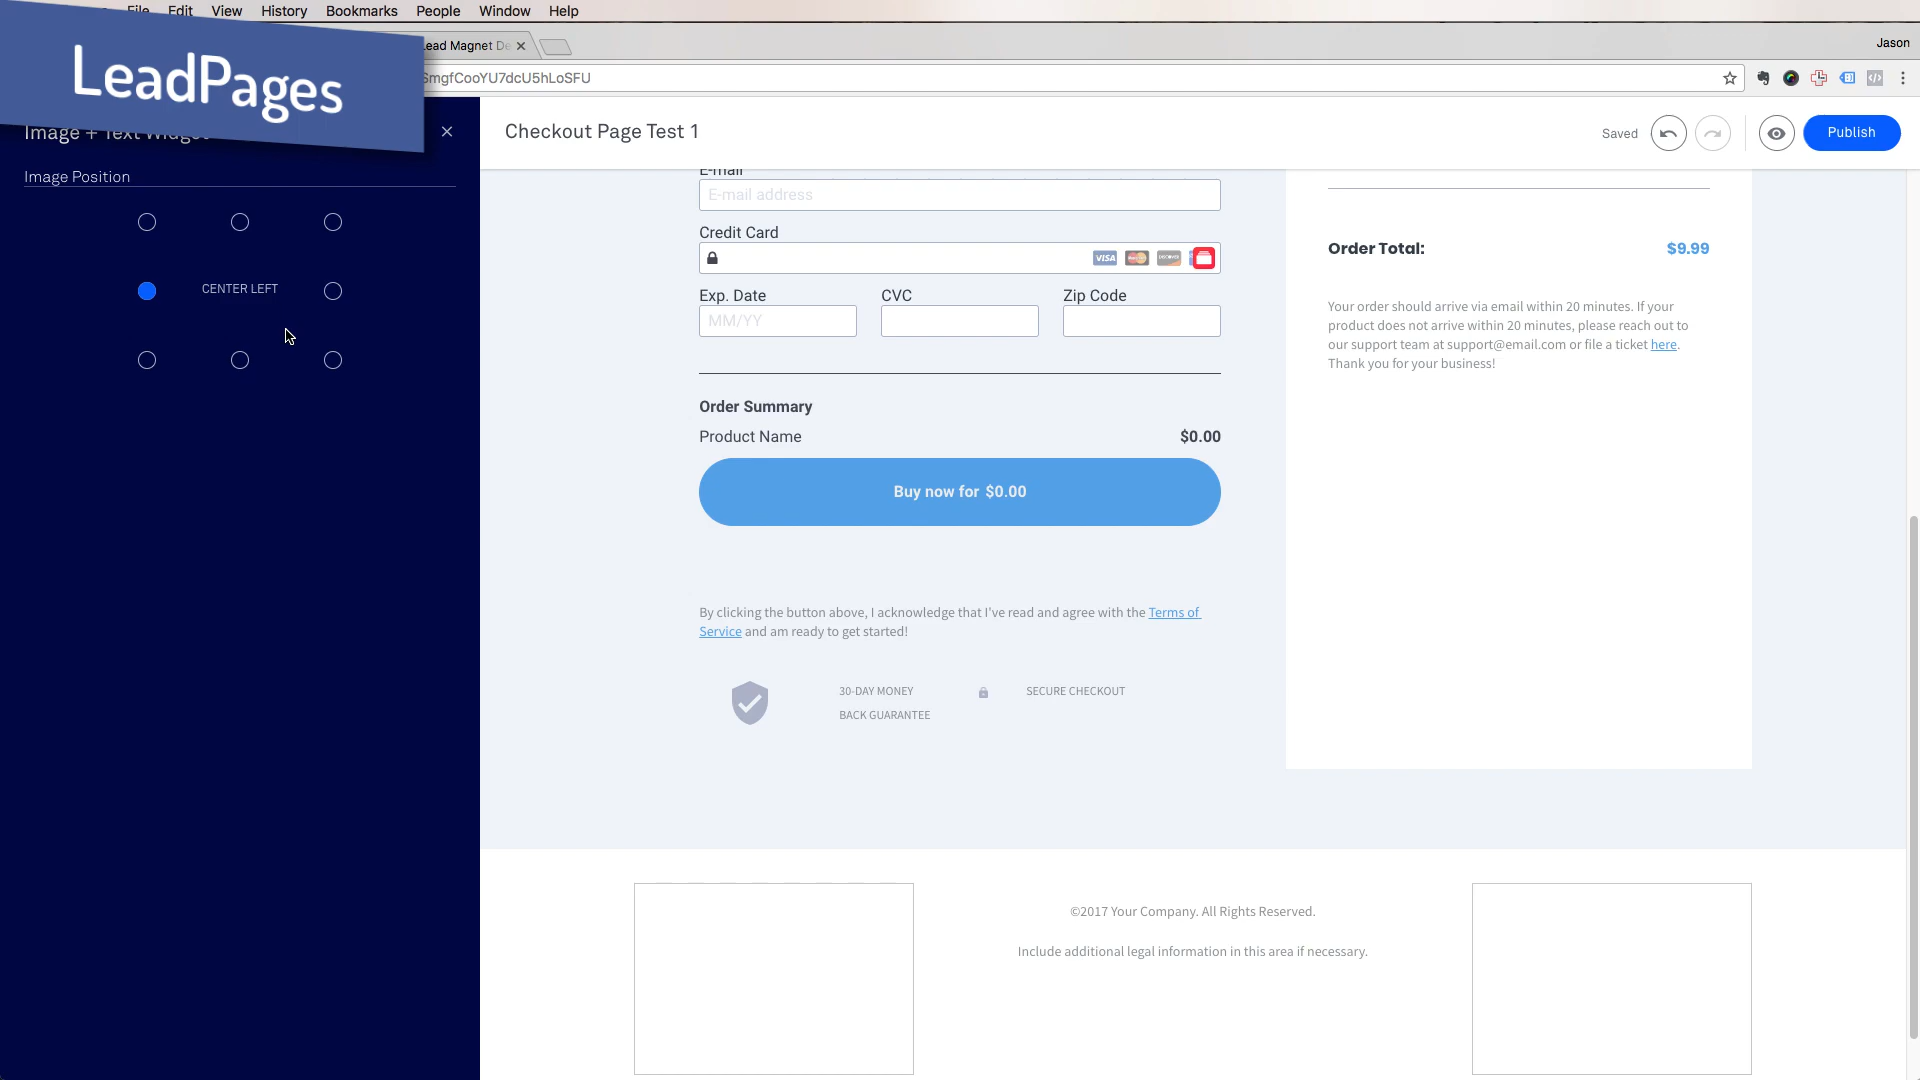 File Edit View History Bookmarks People Window Help
LeadPages
Lead Magnet De
Jason
SmgfCooYU7dcU5hLoSFU
Image + Text Widget
Checkout Page Test 1
Saved
Publish
Image Position
CENTER LEFT
E-mail
E-mail address
Credit Card
VISA
DISCOVER
Exp. Date
CVC
Zip Code
MM/YY
Order Summary
Product Name
$0.00
Buy now for $0.00
By clicking the button above, I acknowledge that I've read and agree with the Terms of
Service and am ready to get started!
30-DAY MONEY
BACK GUARANTEE
SECURE CHECKOUT
Order Total:
$9.99
Your order should arrive via email within 20 minutes. If your
product does not arrive within 20 minutes, please reach out to
our support team at support@email.com or file a ticket here.
Thank you for your business!
©2017 Your Company. All Rights Reserved.
Include additional legal information in this area if necessary.